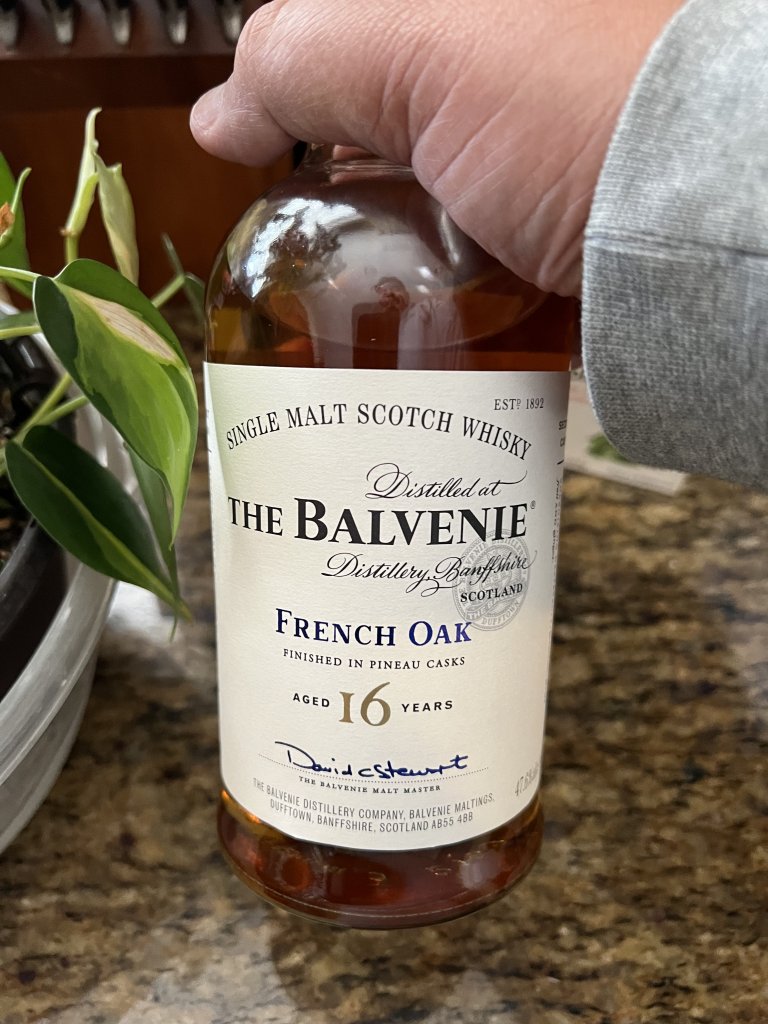 ESTD 1892
SINGLE MALT SCOTCH WHISKY
Distilled at
THE BALVENIE®
Distillery, Banffshire
SCOTLAND
FRENCH OAK
FINISHED IN PINEAU CASKS
AGED 16 YEARS
David C Stewart
THE BALVENIE MALT MASTER
THE BALVENIE DISTILLERY COMPANY, BALVENIE MALTINGS,
DUFFTOWN, BANFFSHIRE, SCOTLAND AB55 4BB